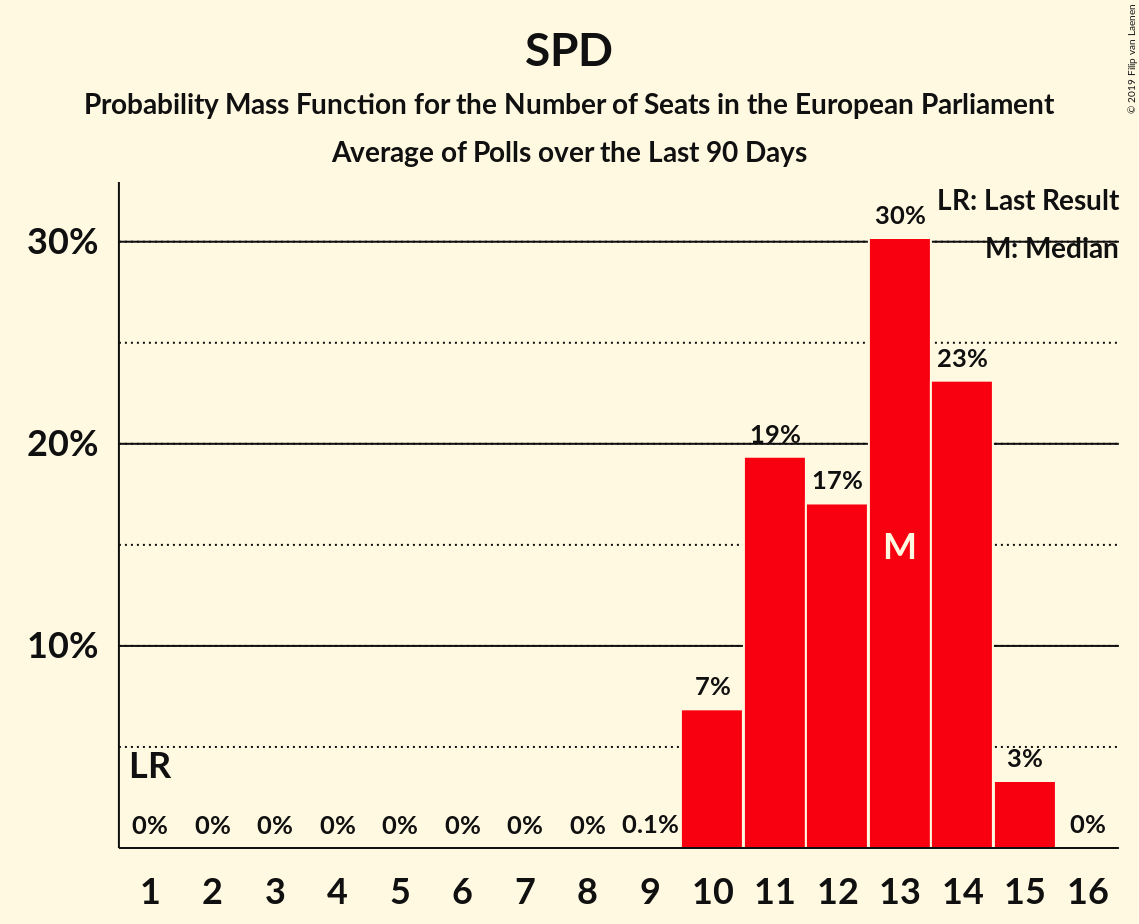 SPD
Probability Mass Function for the Number of Seats in the European Parliament
Average of Polls over the Last 90 Days
© 2019 Filip van Laenen
LR: Last Result
M: Median
30%
20%
10%
30%
23%
19%
17%
M
7%
LR
3%
0% 0% 0% 0% 0% 0% 0% 0% 0.1% 0%
1 2 3 4 5 6 7 8 9 10 11 12 13 14 15 16